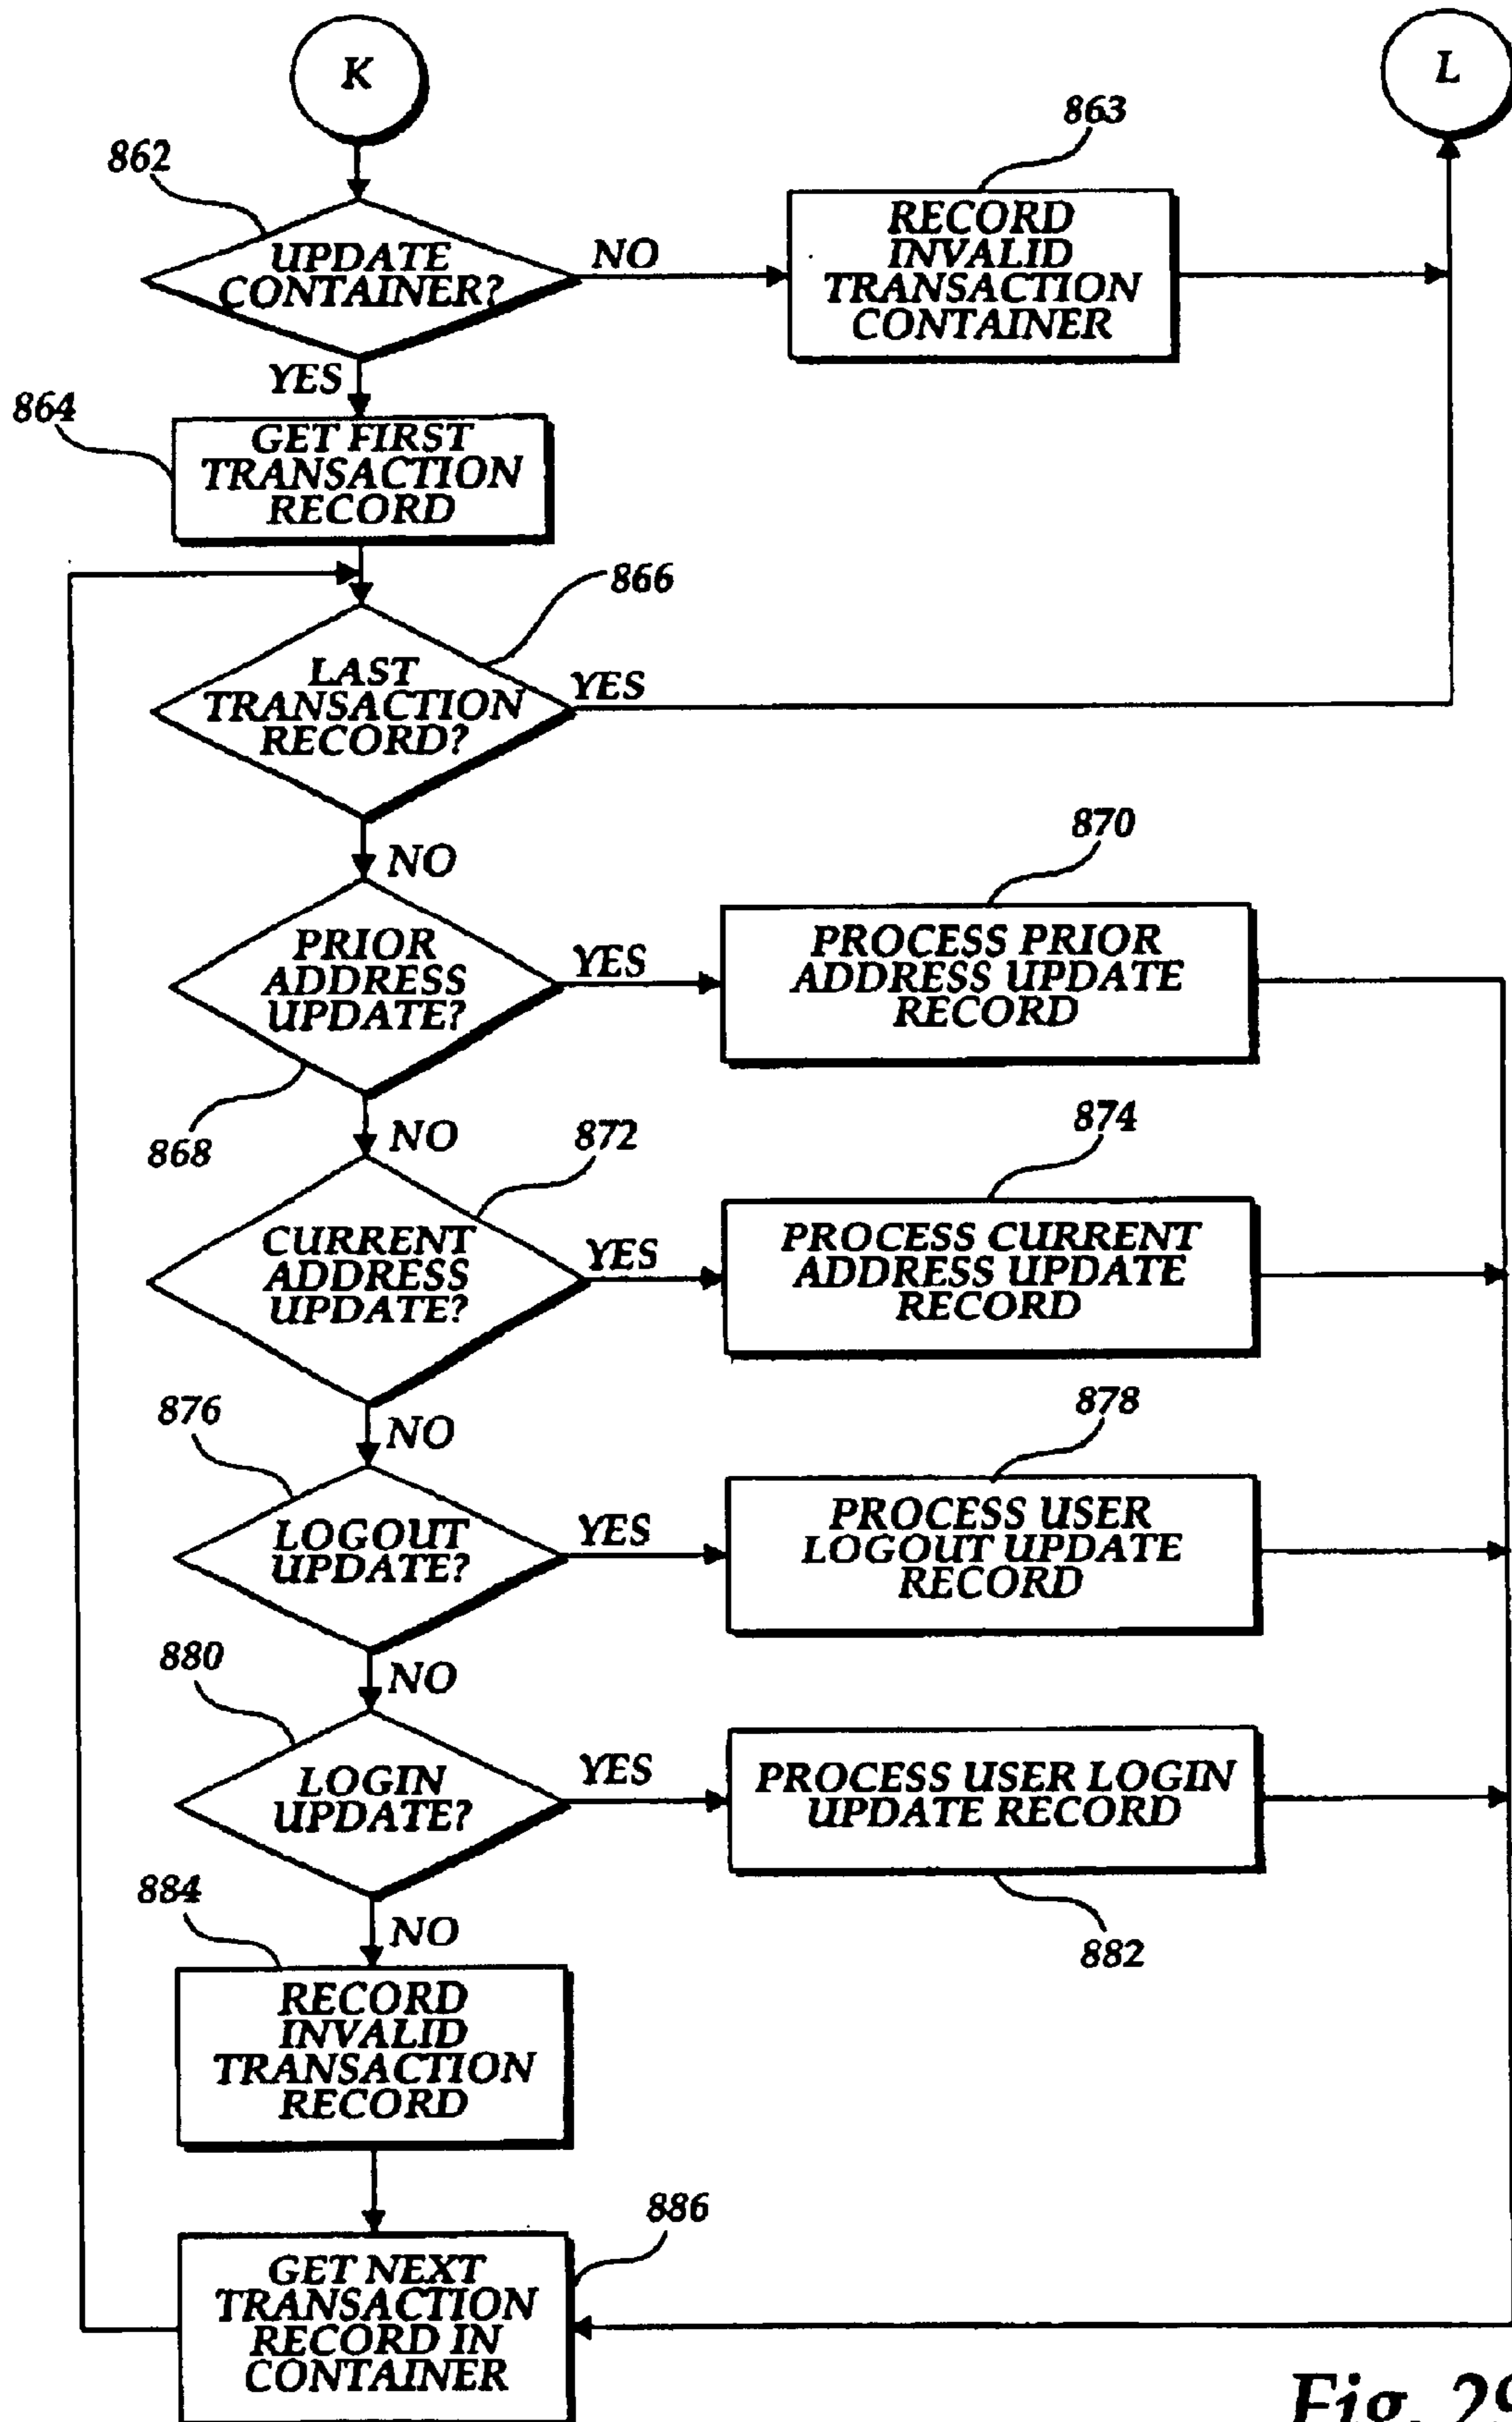 K
L
862
863
UPDATE
CONTAINER?
NO
RECORD
INVALID
TRANSACTION
CONTAINER
YES
864
GET FIRST
TRANSACTION
RECORD
866
LAST
TRANSACTION
RECORD?
YES
NO
870
PRIOR
ADDRESS
UPDATE?
YES
PROCESS PRIOR
ADDRESS UPDATE
RECORD
868
NO
872
874
CURRENT
ADDRESS
UPDATE?
YES
PROCESS CURRENT
ADDRESS UPDATE
RECORD
876
NO
878
LOGOUT
UPDATE?
YES
PROCESS USER
LOGOUT UPDATE
RECORD
880
NO
LOGIN
UPDATE?
YES
PROCESS USER LOGIN
UPDATE RECORD
884
NO
882
RECORD
INVALID
TRANSACTION
RECORD
886
GET NEXT
TRANSACTION
RECORD IN
CONTAINER
Fig. 29